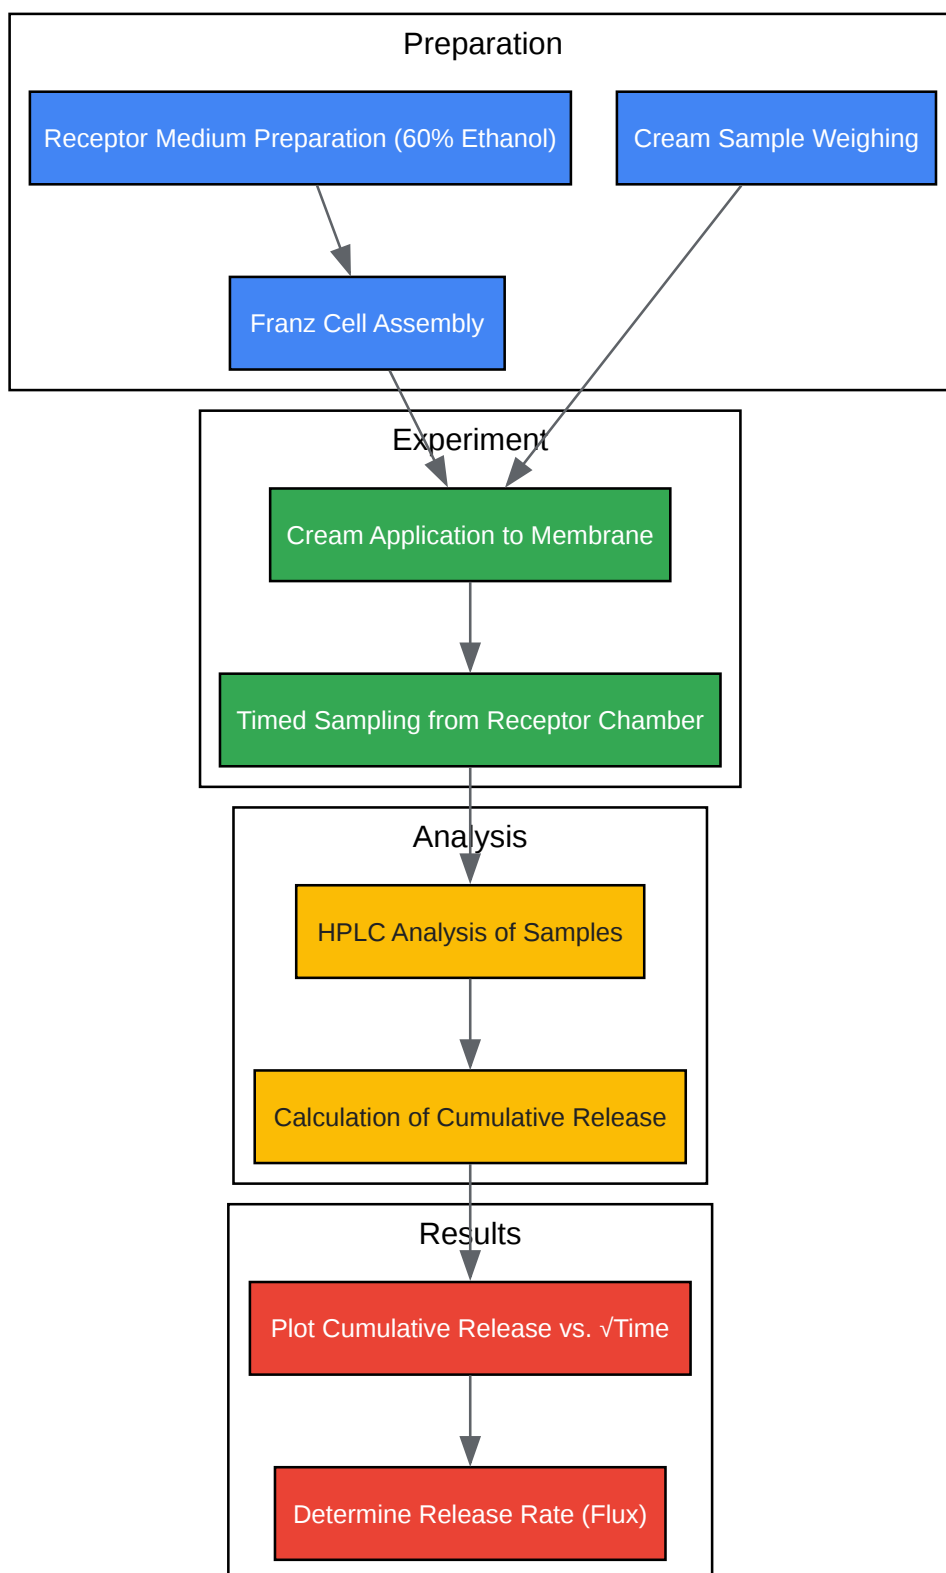 Preparation
Receptor Medium Preparation (60% Ethanol)
Cream Sample Weighing
Franz Cell Assembly
Experiment
Cream Application to Membrane
Timed Sampling from Receptor Chamber
Analysis
HPLC Analysis of Samples
Calculation of Cumulative Release
Results
Plot Cumulative Release vs. √Time
Determine Release Rate (Flux)